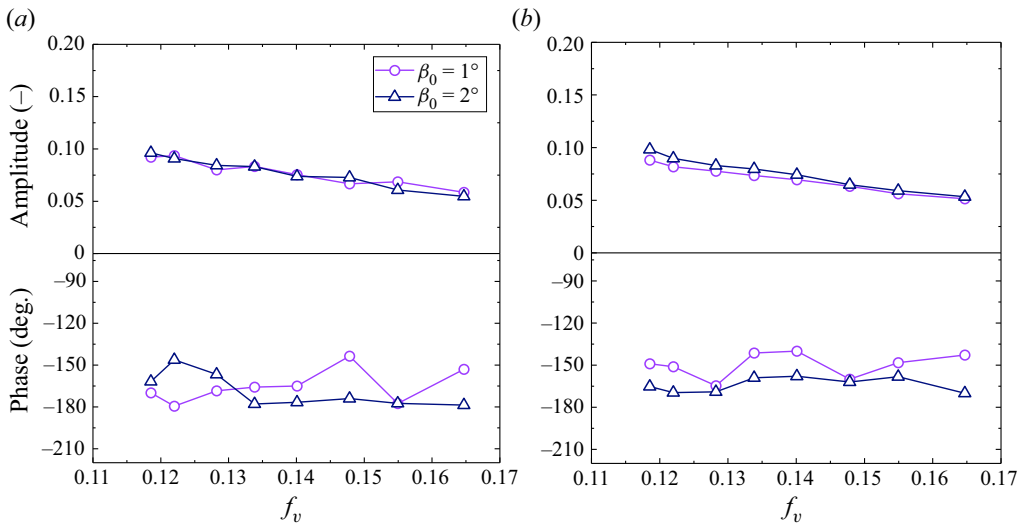 (a)
(b)
0.20
0.15
0.10
0.05
0
Amplitude (–)
β0 = 1°
β0 = 2°
–90
–120
–150
–180
–210
Phase (deg.)
0.11 0.12 0.13 0.14 0.15 0.16 0.17
fv
0.20
0.15
0.10
0.05
0
–90
–120
–150
–180
–210
0.11 0.12 0.13 0.14 0.15 0.16 0.17
fv